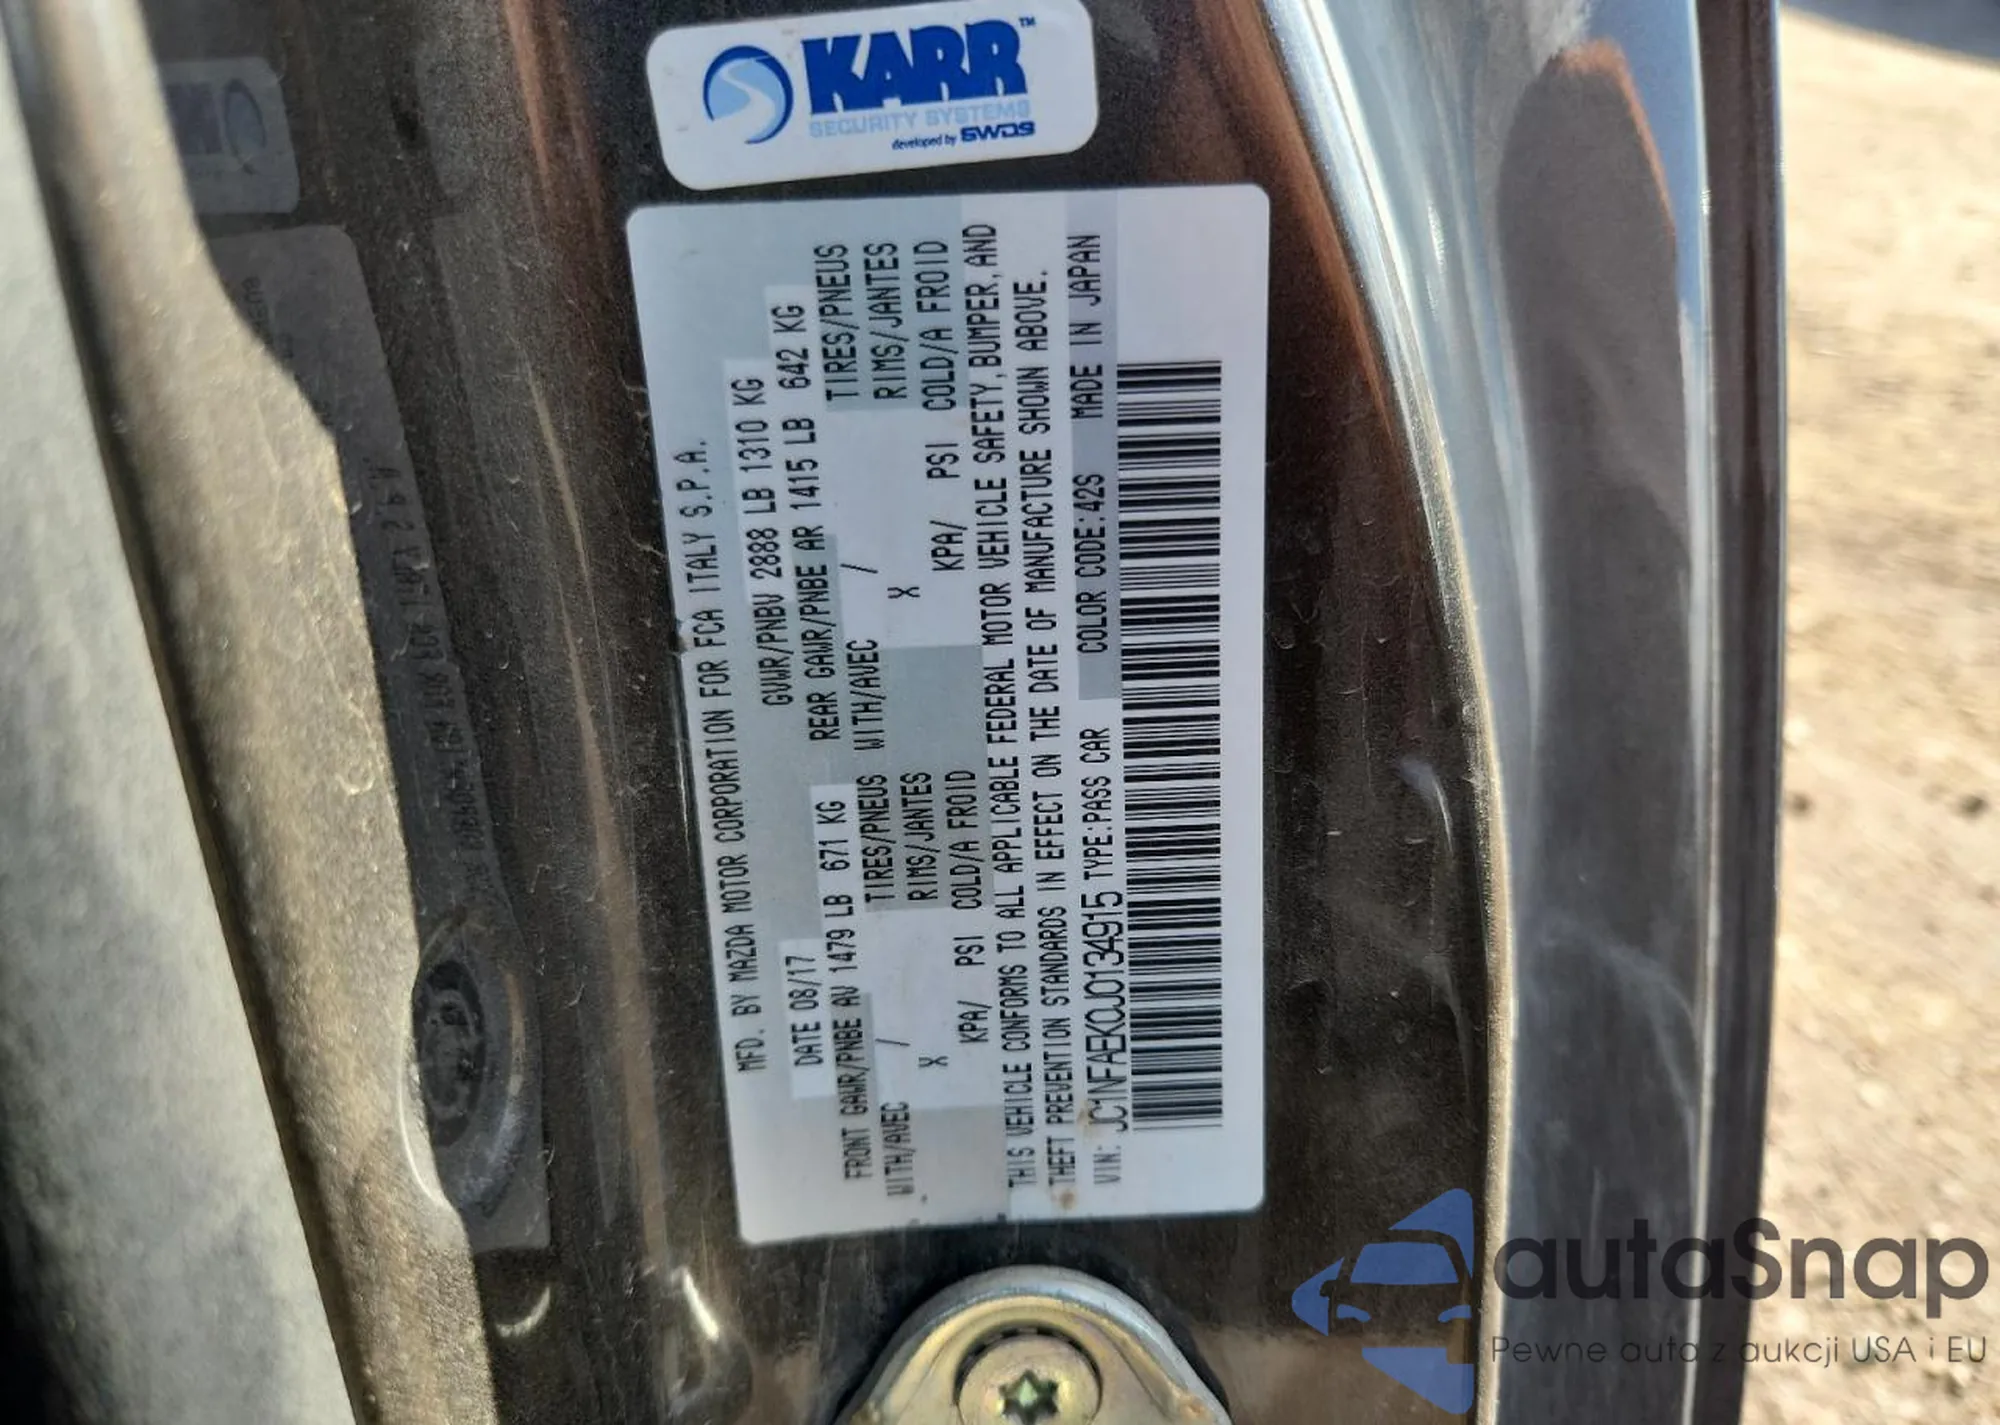 KARR™
SECURITY SYSTEMS
developed by SWDS
MFD. BY MAZDA MOTOR CORPORATION FOR FCA ITALY S.P.A.
DATE 08/17 GVWR/PNBV 2888 LB 1310 KG
FRONT GAWR/PNBE AV 1479 LB 671 KG REAR GAWR/PNBE AR 1415 LB 642 KG
WITH/AVEC / TIRES/PNEUS WITH/AVEC / TIRES/PNEUS
X RIMS/JANTES X RIMS/JANTES
KPA/ PSI COLD/A FROID KPA/ PSI COLD/A FROID
THIS VEHICLE CONFORMS TO ALL APPLICABLE FEDERAL MOTOR VEHICLE SAFETY, BUMPER, AND
THEFT PREVENTION STANDARDS IN EFFECT ON THE DATE OF MANUFACTURE SHOWN ABOVE.
VIN: JC1NFAEK0J0134915 TYPE:PASS CAR COLOR CODE:42S MADE IN JAPAN
autaSnap
Pewne auta z aukcji USA i EU